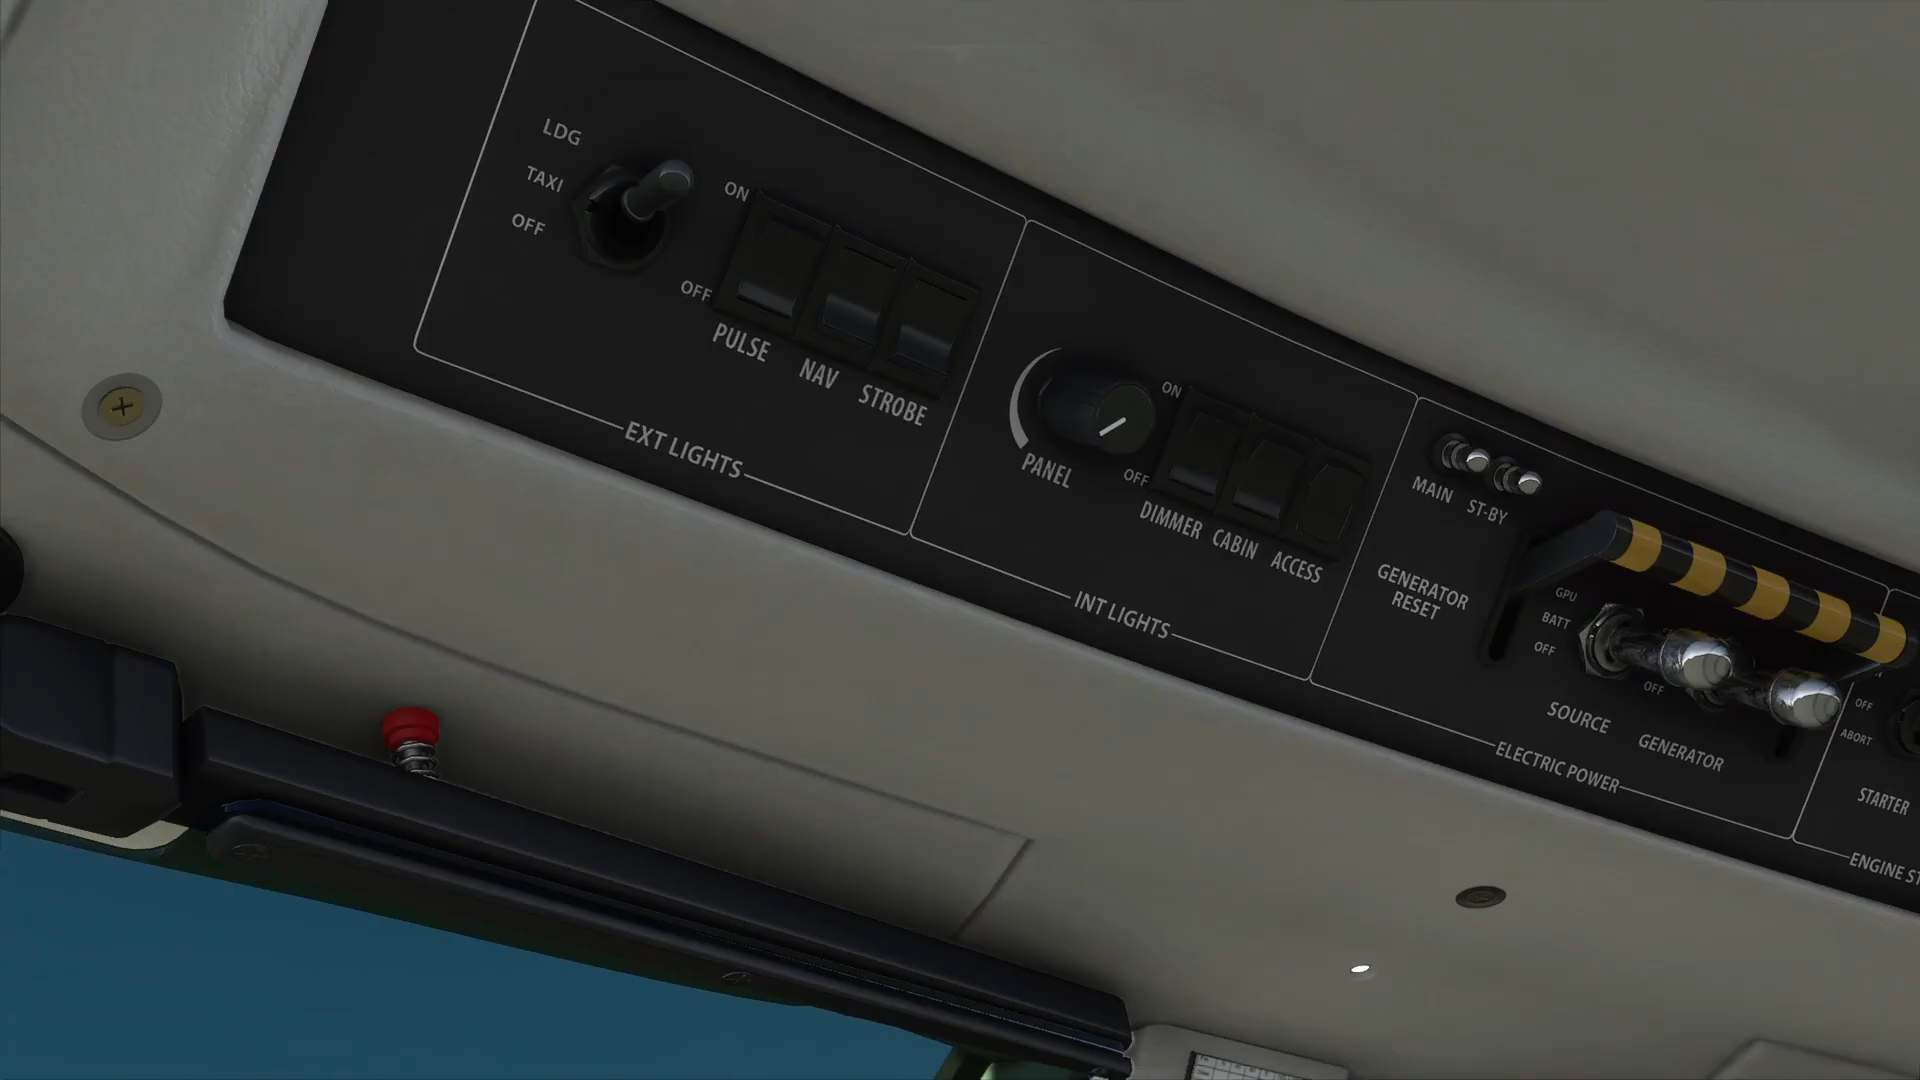 LDG
TAXI
OFF
ON
OFF
PULSE
NAV
STROBE
EXT LIGHTS
PANEL
ON
OFF
DIMMER
CABIN
ACCESS
INT LIGHTS
MAIN
ST-BY
GENERATOR
RESET
GPU
BATT
OFF
SOURCE
OFF
GENERATOR
ELECTRIC POWER
OFF
ABORT
STARTER
ENGINE